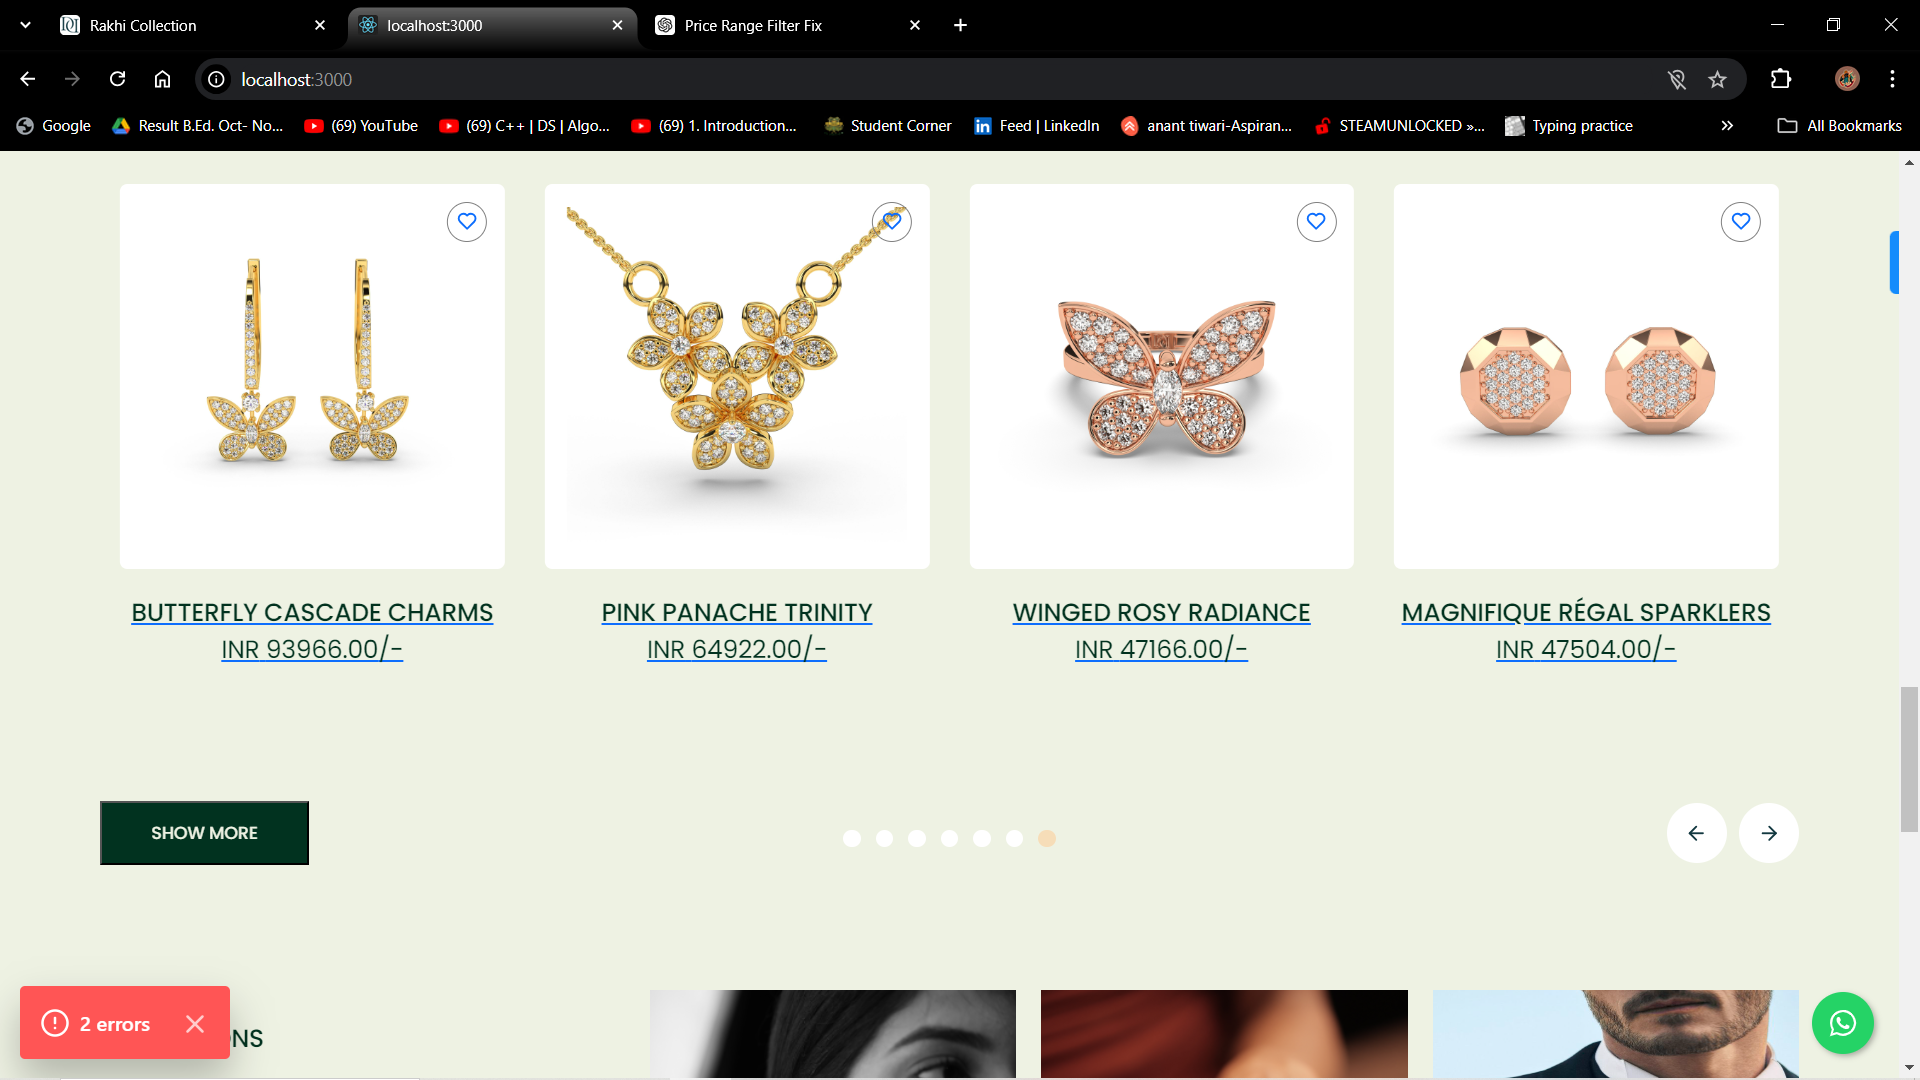 Rakhi Collection
localhost:3000
Price Range Filter Fix
localhost:3000
Google
Result B.Ed. Oct- No...
(69) YouTube
(69) C++ | DS | Algo...
(69) 1. Introduction...
Student Corner
Feed | LinkedIn
anant tiwari-Aspiran...
STEAMUNLOCKED »...
Typing practice
»
All Bookmarks
BUTTERFLY CASCADE CHARMS
INR 93966.00/-
PINK PANACHE TRINITY
INR 64922.00/-
WINGED ROSY RADIANCE
INR 47166.00/-
MAGNIFIQUE RÉGAL SPARKLERS
INR 47504.00/-
SHOW MORE
2 errors
ONS